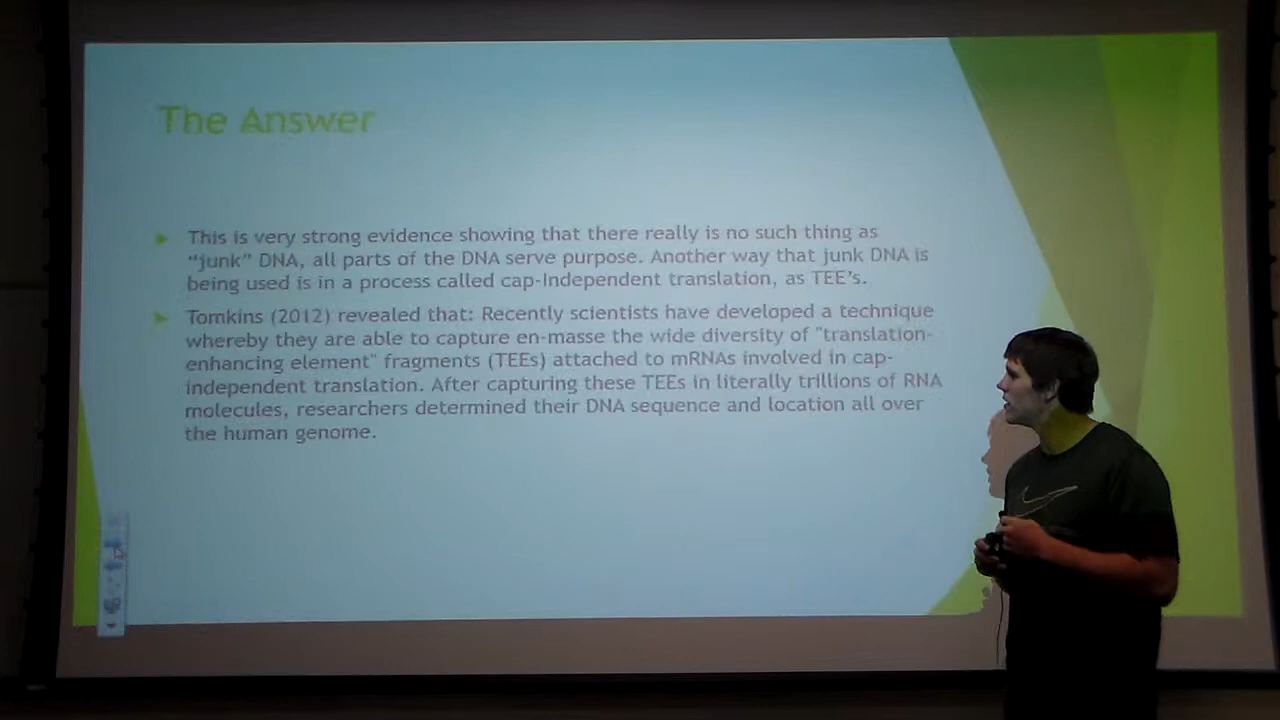 The Answer
This is very strong evidence showing that there really is no such thing as
“junk” DNA, all parts of the DNA serve purpose. Another way that junk DNA is
being used is in a process called cap-independent translation, as TEE’s.
Tomkins (2012) revealed that: Recently scientists have developed a technique
whereby they are able to capture en-masse the wide diversity of "translation-
enhancing element" fragments (TEEs) attached to mRNAs involved in cap-
independent translation. After capturing these TEEs in literally trillions of RNA
molecules, researchers determined their DNA sequence and location all over
the human genome.